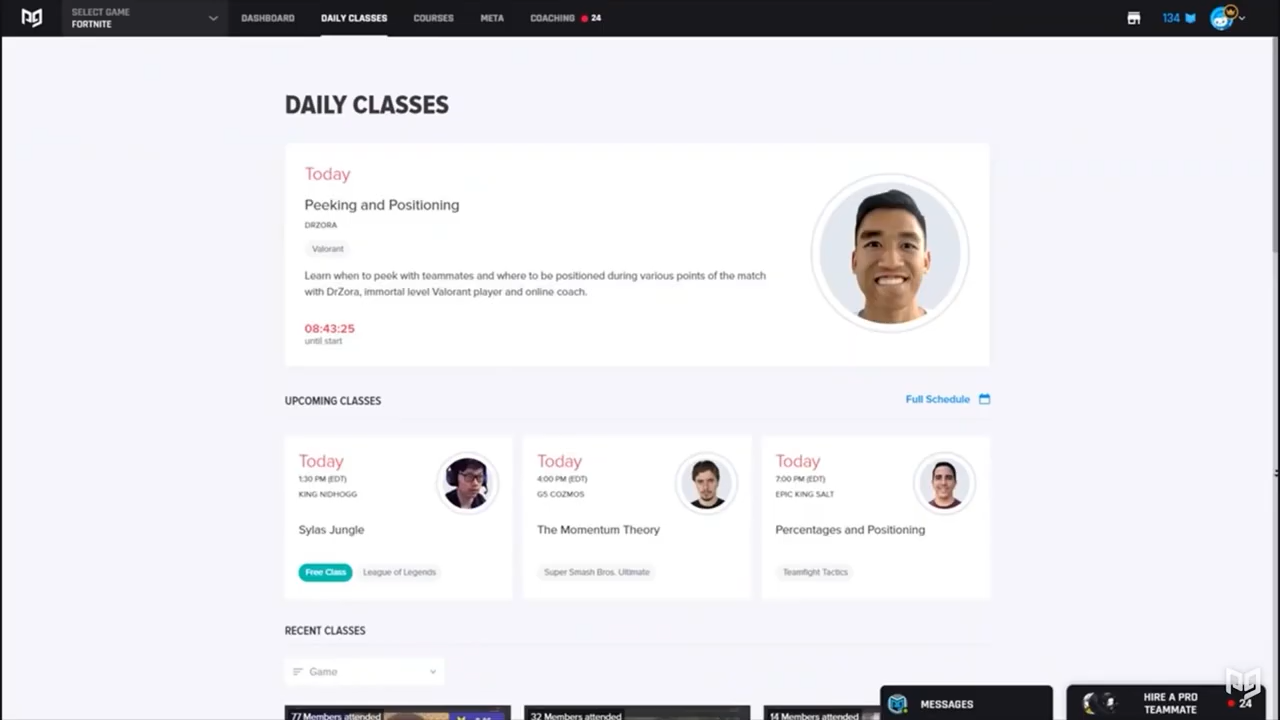 SELECT GAME
FORTNITE
DASHBOARD
DAILY CLASSES
COURSES
META
COACHING 24
134
DAILY CLASSES
Today
Peeking and Positioning
DRZORA
Valorant
Learn when to peek with teammates and where to be positioned during various points of the match
with DrZora, immortal level Valorant player and online coach.
08:43:25
until start
UPCOMING CLASSES
Full Schedule
Today
1:30 PM (EDT)
KING NIDHOGG
Sylas Jungle
Free Class
League of Legends
Today
4:00 PM (EDT)
G5 COZMOS
The Momentum Theory
Super Smash Bros. Ultimate
Today
7:00 PM (EDT)
EPIC KING SALT
Percentages and Positioning
Teamfight Tactics
RECENT CLASSES
Game
77 Members attended
32 Members attended
14 Members attended
MESSAGES
HIRE A PRO
TEAMMATE
24